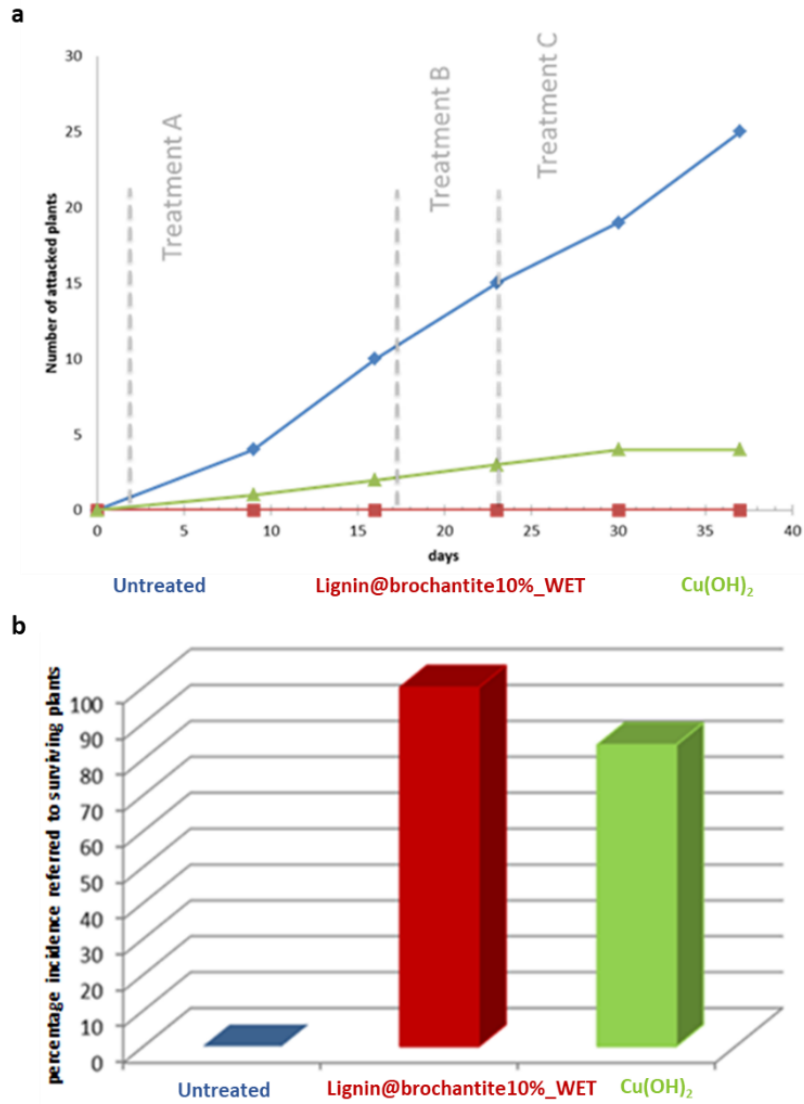 a
30
25
20
15
10
5
0
Number of attacked plants
Treatment A
Treatment B
Treatment C
0 5 10 15 20 25 30 35 40
days
Untreated Lignin@brochantite10%_WET Cu(OH)₂
b
percentage incidence referred to surviving plants
100
90
80
70
60
50
40
30
20
10
0
Untreated Lignin@brochantite10%_WET Cu(OH)₂